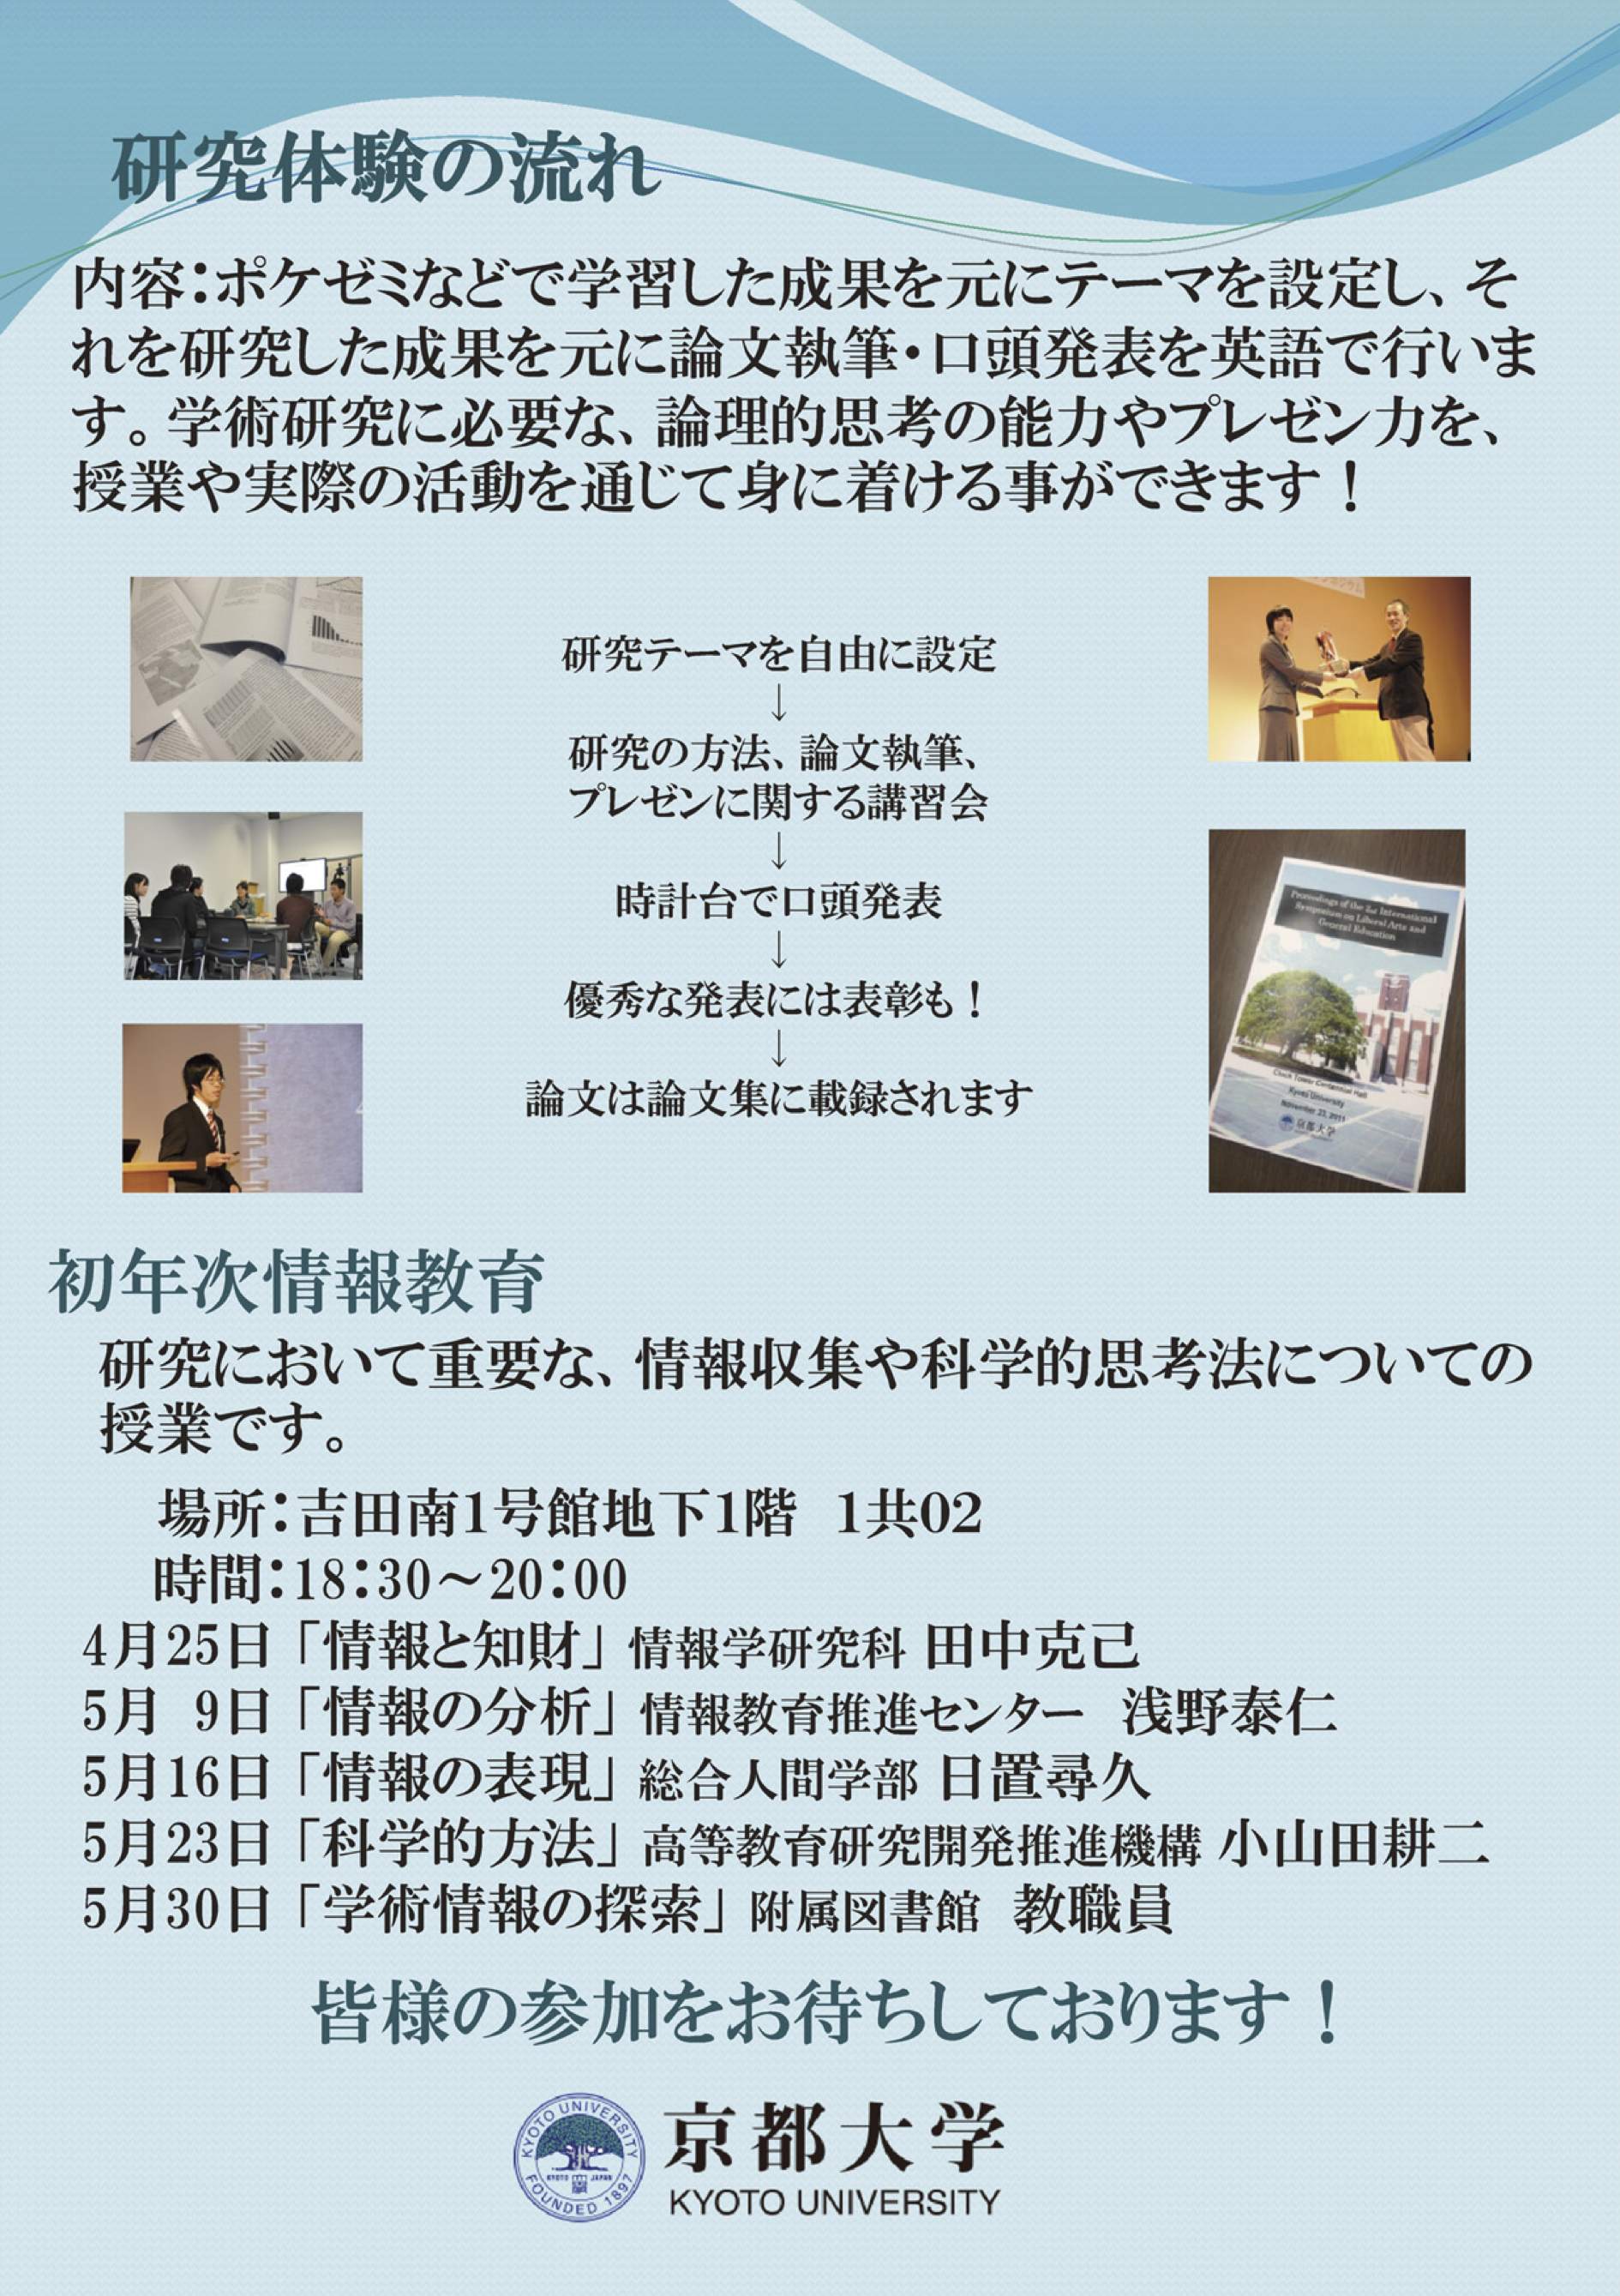 研究体験の流れ
内容：ポケゼミなどで学習した成果を元にテーマを設定し、そ
れを研究した成果を元に論文執筆・口頭発表を英語で行いま
す。学術研究に必要な、論理的思考の能力やプレゼン力を、
授業や実際の活動を通じて身に着ける事ができます！
研究テーマを自由に設定
↓
研究の方法、論文執筆、
プレゼンに関する講習会
↓
時計台で口頭発表
↓
優秀な発表には表彰も！
↓
論文は論文集に載録されます
Proceedings of the 2nd International
Symposium on Liberal Arts and
General Education
Clock Tower Centennial Hall
Kyoto University
November 23, 2011
京都大学
初年次情報教育
研究において重要な、情報収集や科学的思考法についての
授業です。
場所：吉田南1号館地下1階 1共02
時間：18：30～20：00
4月25日「情報と知財」情報学研究科 田中克己
5月 9日「情報の分析」情報教育推進センター 浅野泰仁
5月16日「情報の表現」総合人間学部 日置尋久
5月23日「科学的方法」高等教育研究開発推進機構 小山田耕二
5月30日「学術情報の探索」附属図書館 教職員
皆様の参加をお待ちしております！
KYOTO UNIVERSITY
KYOTO JAPAN
FOUNDED 1897
京都大学
KYOTO UNIVERSITY